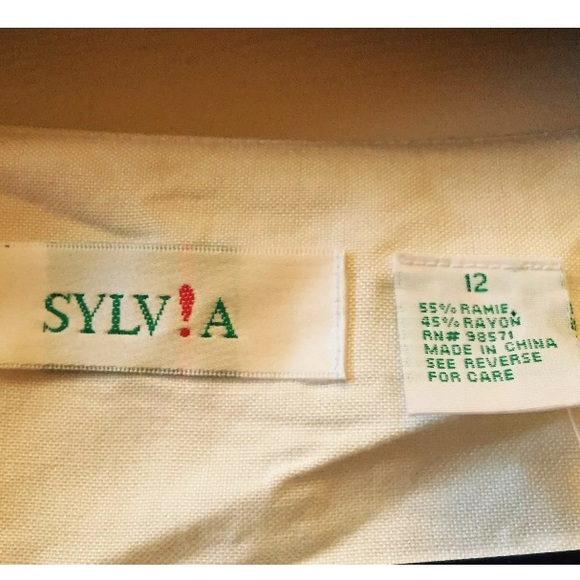 SYLV!A
12
55% RAMIE,
45% RAYON
RN# 98571
MADE IN CHINA
SEE REVERSE
FOR CARE